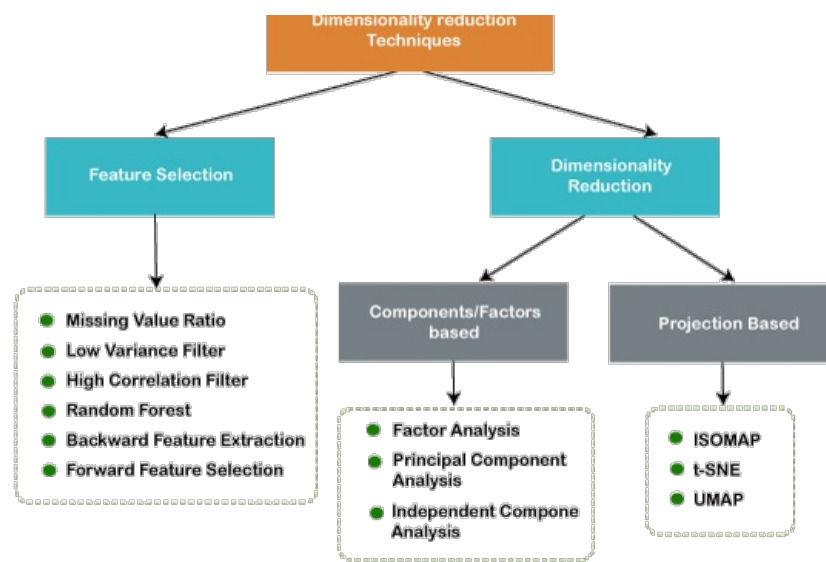 Dimensionality reduction
Techniques
Feature Selection
Dimensionality
Reduction
Missing Value Ratio
Low Variance Filter
High Correlation Filter
Random Forest
Backward Feature Extraction
Forward Feature Selection
Components/Factors
based
Projection Based
Factor Analysis
Principal Component
Analysis
Independent Compone
Analysis
ISOMAP
t-SNE
UMAP